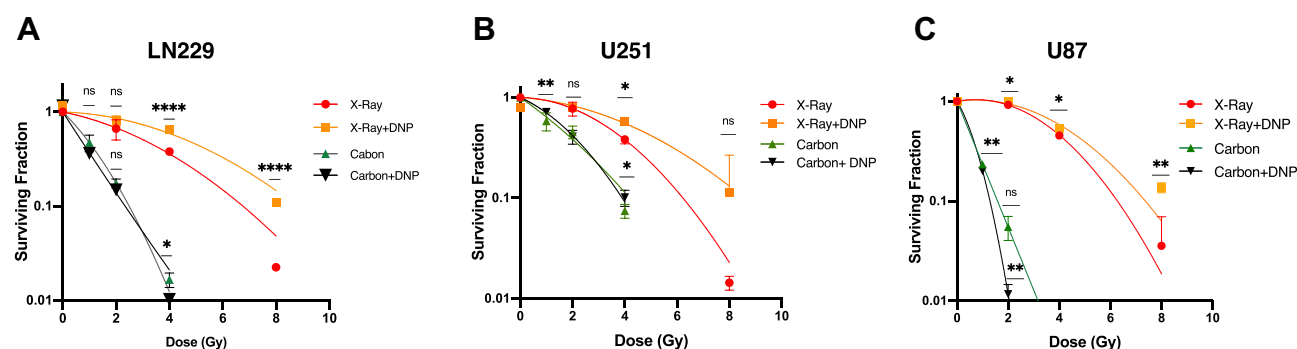 A
LN229
Surviving Fraction
1
0.1
0.01
0
2
4
6
8
10
Dose (Gy)
ns
ns
****
ns
****
*
X-Ray
X-Ray+DNP
Cabon
Carbon+DNP
B
U251
Surviving Fraction
1
0.1
0.01
0
2
4
6
8
10
Dose (Gy)
**
ns
*
ns
*
X-Ray
X-Ray+DNP
Carbon
Carbon+ DNP
C
U87
Surviving Fraction
1
0.1
0.01
0
2
4
6
8
10
Dose (Gy)
*
*
**
**
ns
**
X-Ray
X-Ray+DNP
Carbon
Carbon+DNP